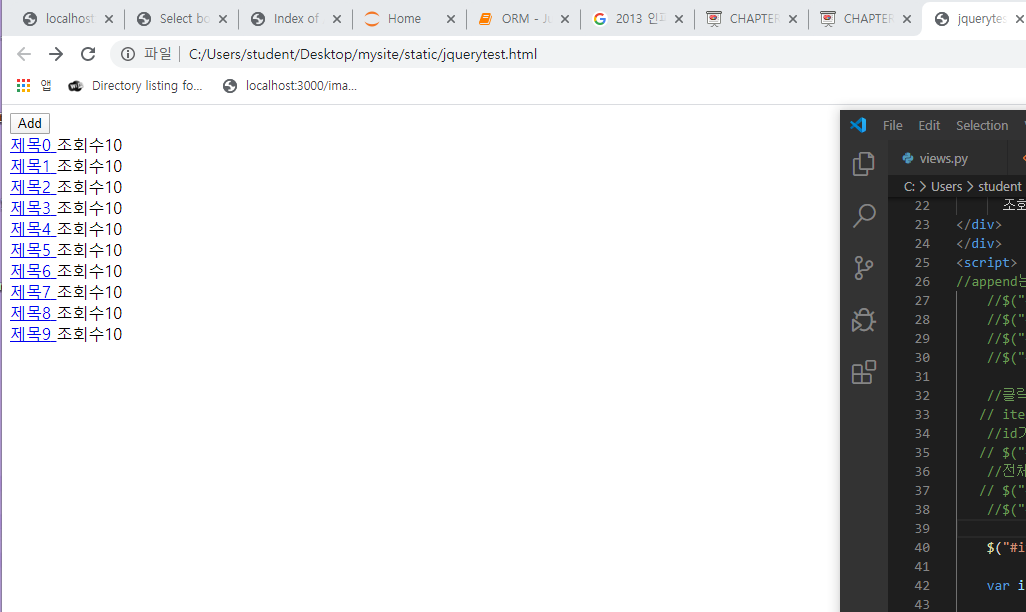 localhost
Select bo
Index of
Home
ORM - Ju
2013 인
CHAPTER
CHAPTER
jquerytes
파일 C:/Users/student/Desktop/mysite/static/jquerytest.html
앱 Directory listing fo... localhost:3000/ima...
Add
제목0 조회수10
제목1 조회수10
제목2 조회수10
제목3 조회수10
제목4 조회수10
제목5 조회수10
제목6 조회수10
제목7 조회수10
제목8 조회수10
제목9 조회수10
File Edit Selection
views.py
C: > Users > student
22 조회
23 </div>
24 </div>
25 <script>
26 //append는
27 //$("
28 //$("
29 //$("
30 //$("
31
32 //클릭
33 // ite
34 //id가
35 // $("
36 //전체
37 // $("
38 //$("
39
40 $("#i
41
42 var i
43